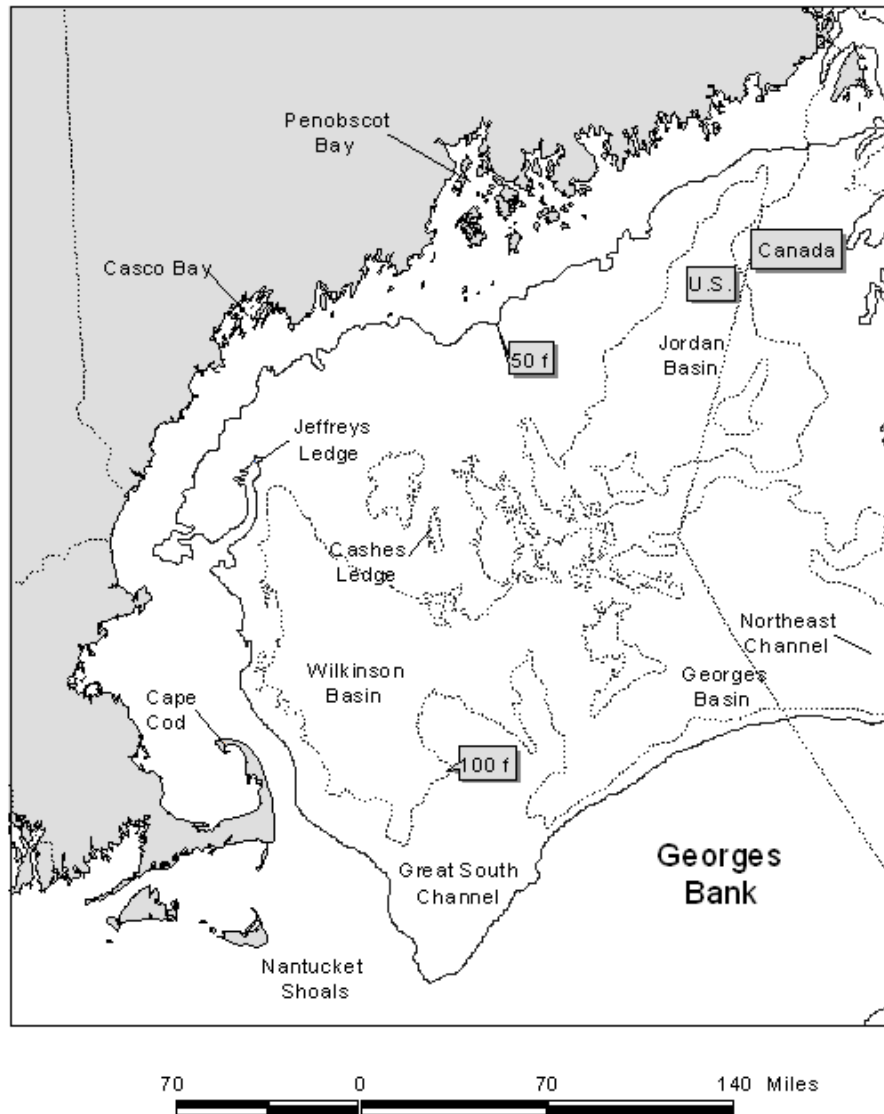 Penobscot
Bay
Canada
Casco Bay
U.S.
Jordan
Basin
50 f
Jeffreys
Ledge
Cashes
Ledge
Northeast
Channel
Wilkinson
Basin
Georges
Basin
Cape
Cod
100 f
Georges
Bank
Great South
Channel
Nantucket
Shoals
70 0 70 140 Miles